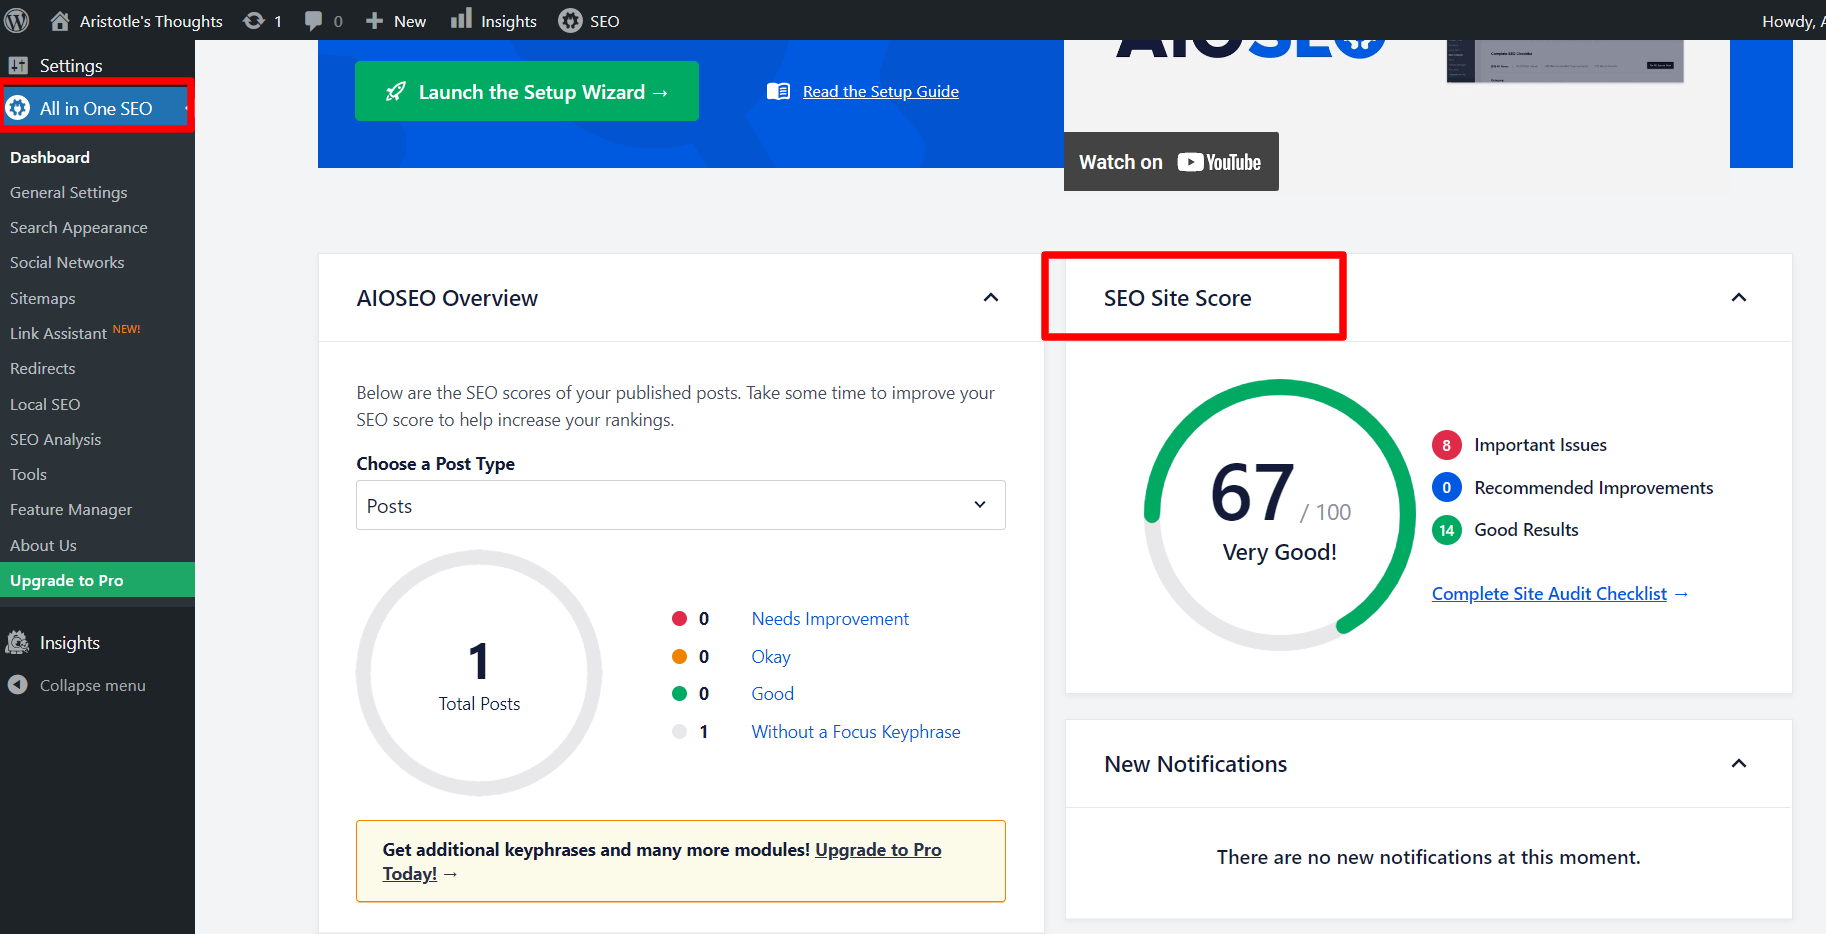 Aristotle's Thoughts 1 0 New Insights SEO Howdy,
Settings
All in One SEO
Dashboard
General Settings
Search Appearance
Social Networks
Sitemaps
Link Assistant NEW!
Redirects
Local SEO
SEO Analysis
Tools
Feature Manager
About Us
Upgrade to Pro
Insights
Collapse menu
Launch the Setup Wizard →
Read the Setup Guide
AIOSEO
Watch on YouTube
AIOSEO Overview
Below are the SEO scores of your published posts. Take some time to improve your
SEO score to help increase your rankings.
Choose a Post Type
Posts
1
Total Posts
0 Needs Improvement
0 Okay
0 Good
1 Without a Focus Keyphrase
Get additional keyphrases and many more modules! Upgrade to Pro
Today! →
SEO Site Score
67 / 100
Very Good!
8 Important Issues
0 Recommended Improvements
14 Good Results
Complete Site Audit Checklist →
New Notifications
There are no new notifications at this moment.